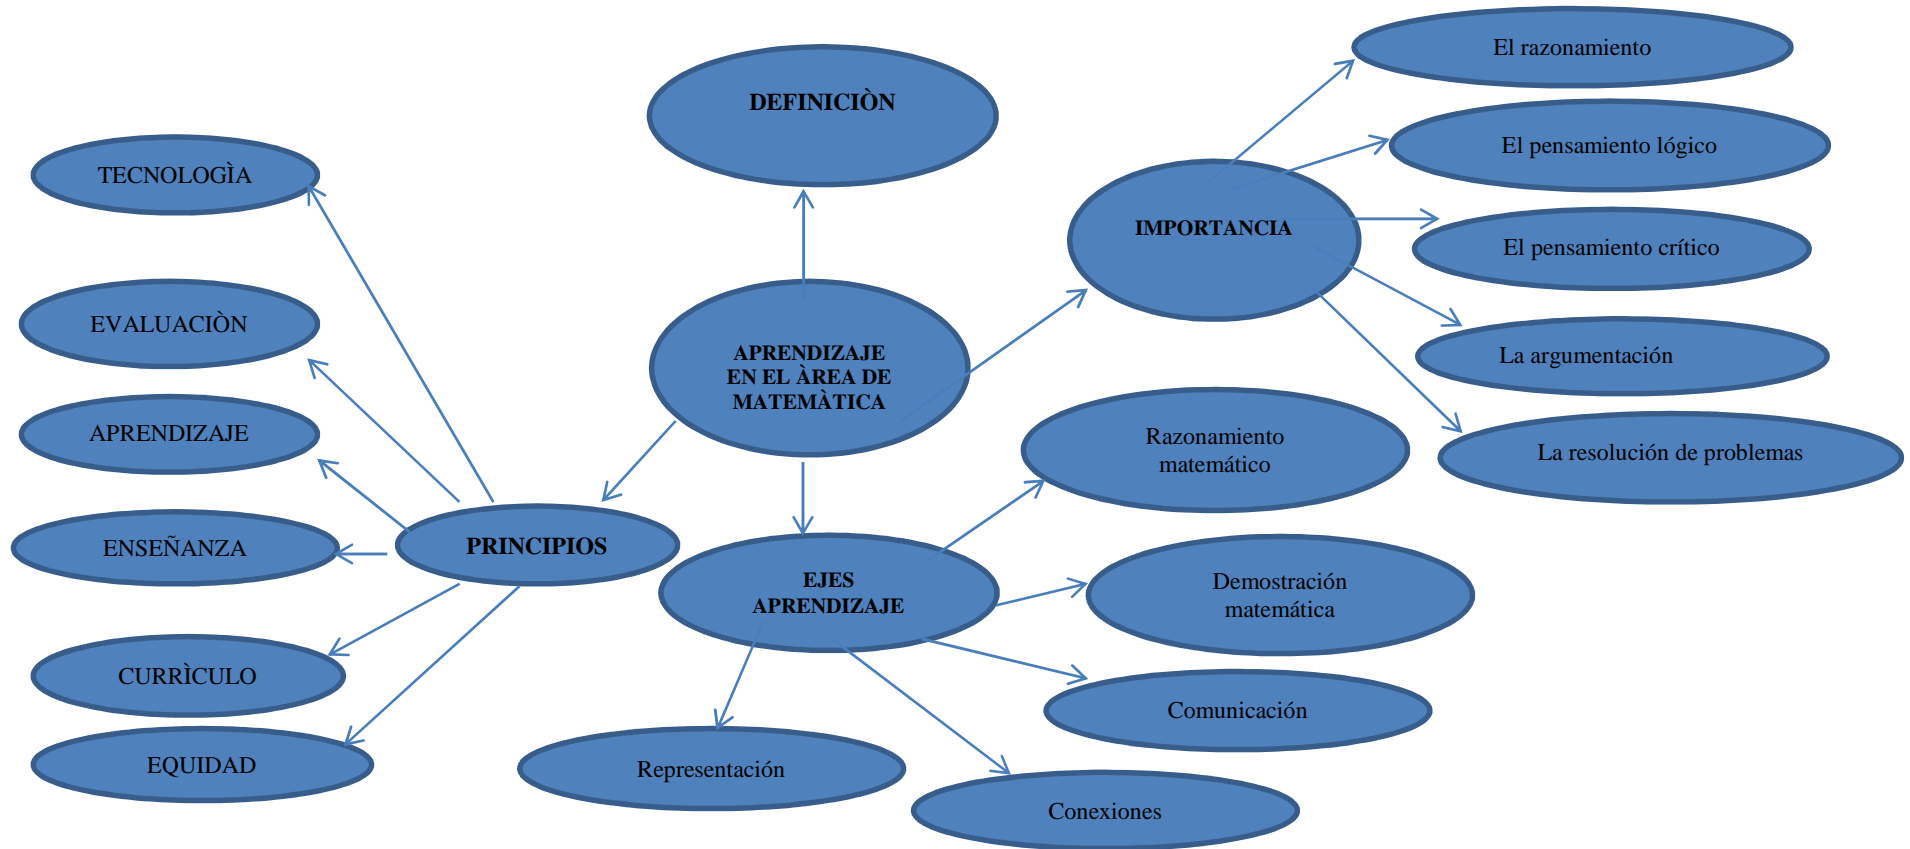 El razonamiento
DEFINICIÒN
El pensamiento lógico
TECNOLOGÌA
IMPORTANCIA
El pensamiento crítico
EVALUACIÒN
APRENDIZAJE
EN EL ÀREA DE
MATEMÀTICA
La argumentación
APRENDIZAJE
Razonamiento
matemático
La resolución de problemas
ENSEÑANZA
PRINCIPIOS
EJES
APRENDIZAJE
Demostración
matemática
CURRÌCULO
Comunicación
EQUIDAD
Representación
Conexiones